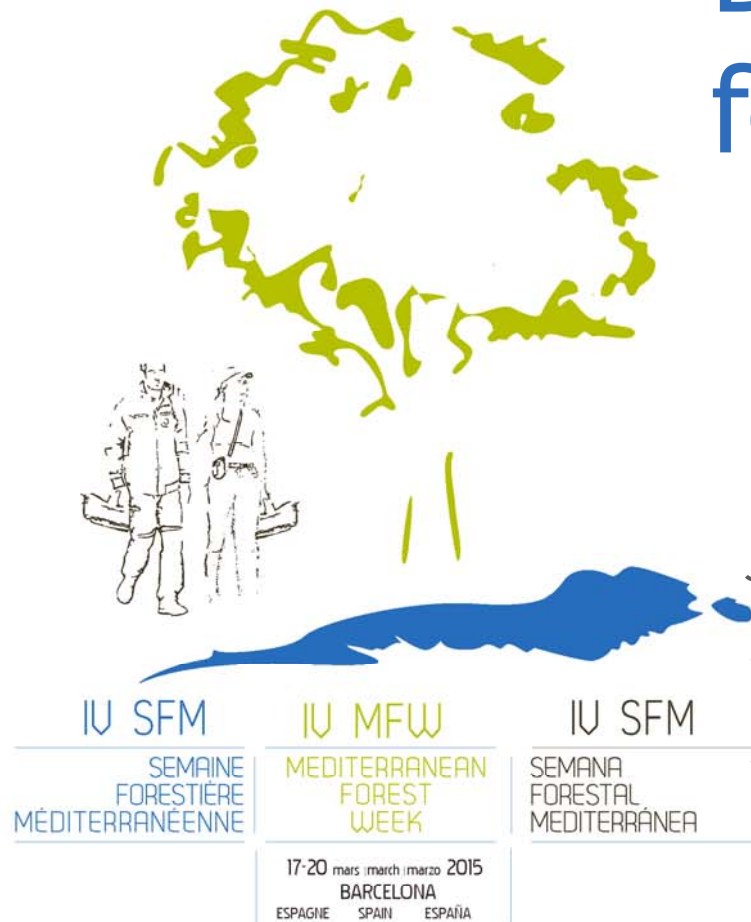 IV SFM
SEMAINE
FORESTIÈRE
MÉDITERRANÉENNE
IV MFW
MEDITERRANEAN
FOREST
WEEK
IV SFM
SEMANA
FORESTAL
MEDITERRÁNEA
17-20 mars | march | marzo 2015
BARCELONA
ESPAGNE SPAIN ESPAÑA